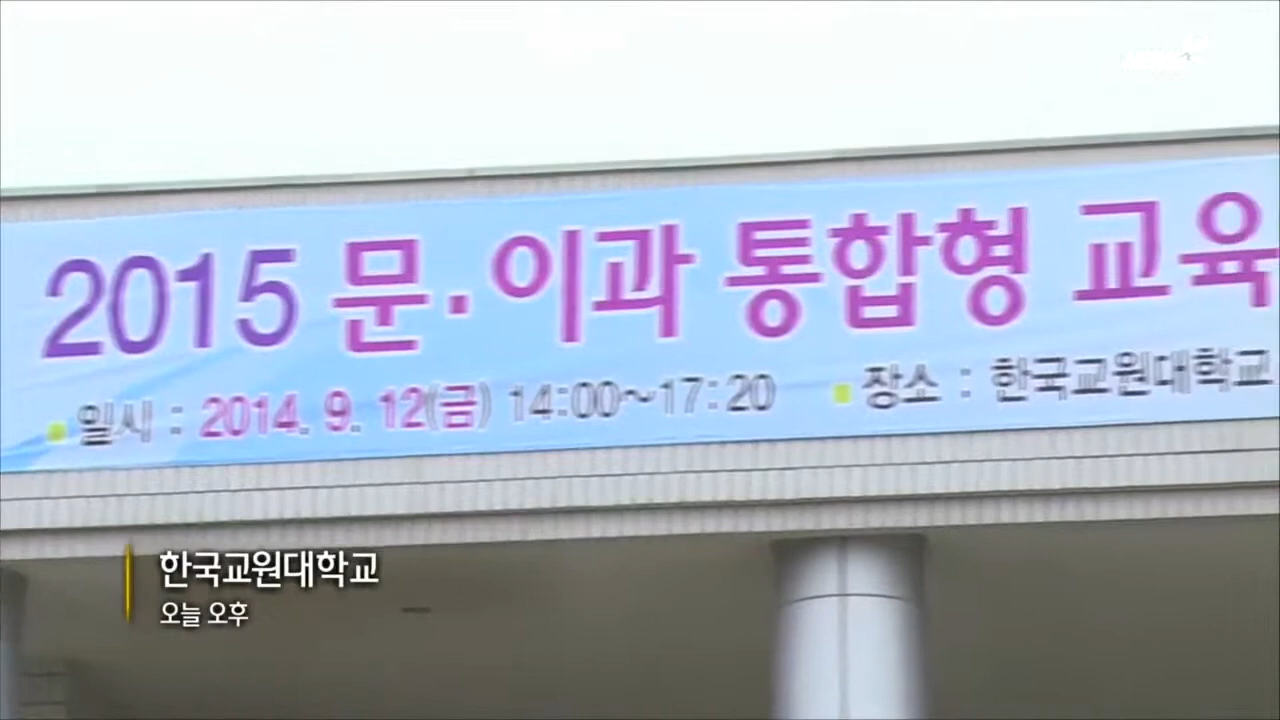 2015 문·이과 통합형 교육
일시 : 2014. 9. 12(금) 14:00~17:20 장소 : 한국교원대학교
한국교원대학교
오늘 오후